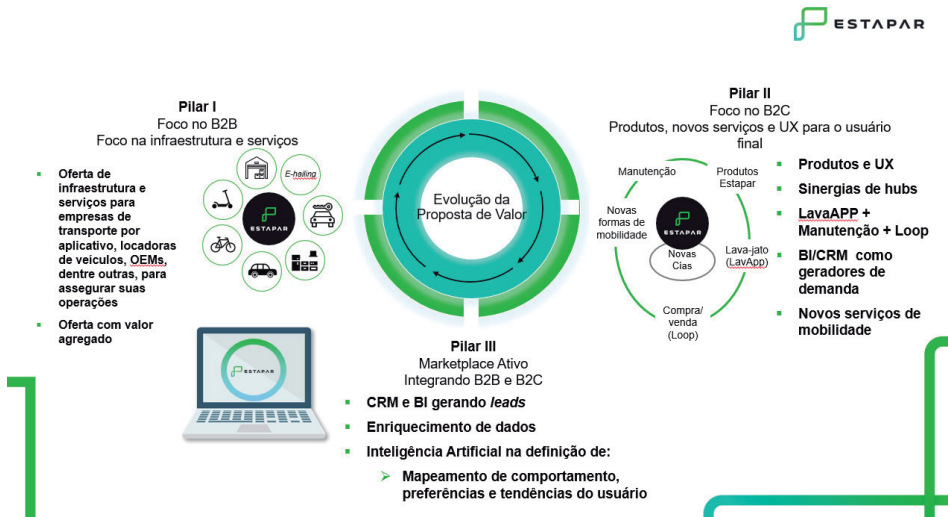 ESTAPAR
Pilar I
Foco no B2B
Foco na infraestrutura e serviços
Oferta de
infraestrutura e
serviços para
empresas de
transporte por
aplicativo, locadoras
de veículos, OEMs,
dentre outras, para
assegurar suas
operações
Oferta com valor
agregado
E-hailing
ESTAPAR
Evolução da
Proposta de Valor
Pilar II
Foco no B2C
Produtos, novos serviços e UX para o usuário
final
Manutenção
Produtos
Estapar
Novas
formas de
mobilidade
ESTAPAR
Novas
Cias
Lava-jato
(LavApp)
Compra/
venda
(Loop)
Produtos e UX
Sinergias de hubs
LavaAPP +
Manutenção + Loop
BI/CRM como
geradores de
demanda
Novos serviços de
mobilidade
ESTAPAR
Pilar III
Marketplace Ativo
Integrando B2B e B2C
CRM e BI gerando leads
Enriquecimento de dados
Inteligência Artificial na definição de:
Mapeamento de comportamento,
preferências e tendências do usuário